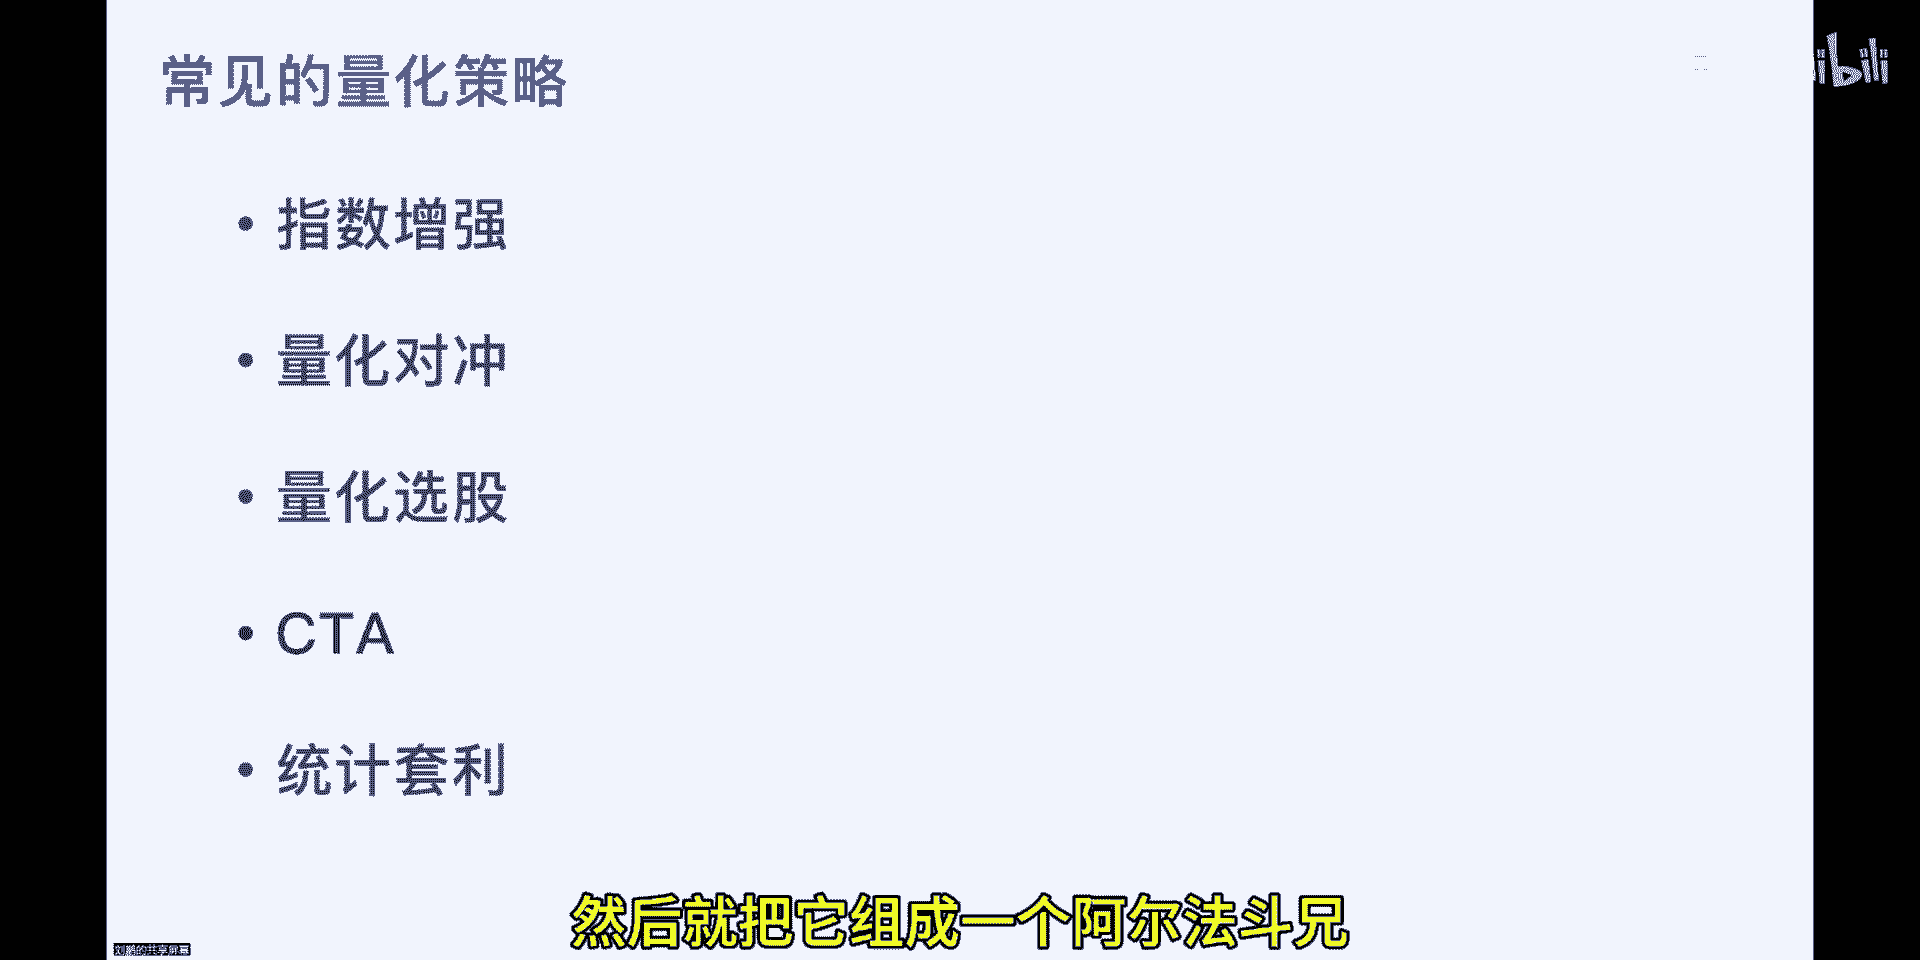 常见的量化策略
ibili
• 指数增强
• 量化对冲
• 量化选股
• CTA
• 统计套利
然后就把它组成一个阿尔法斗兄
刘鹏的共享屏幕